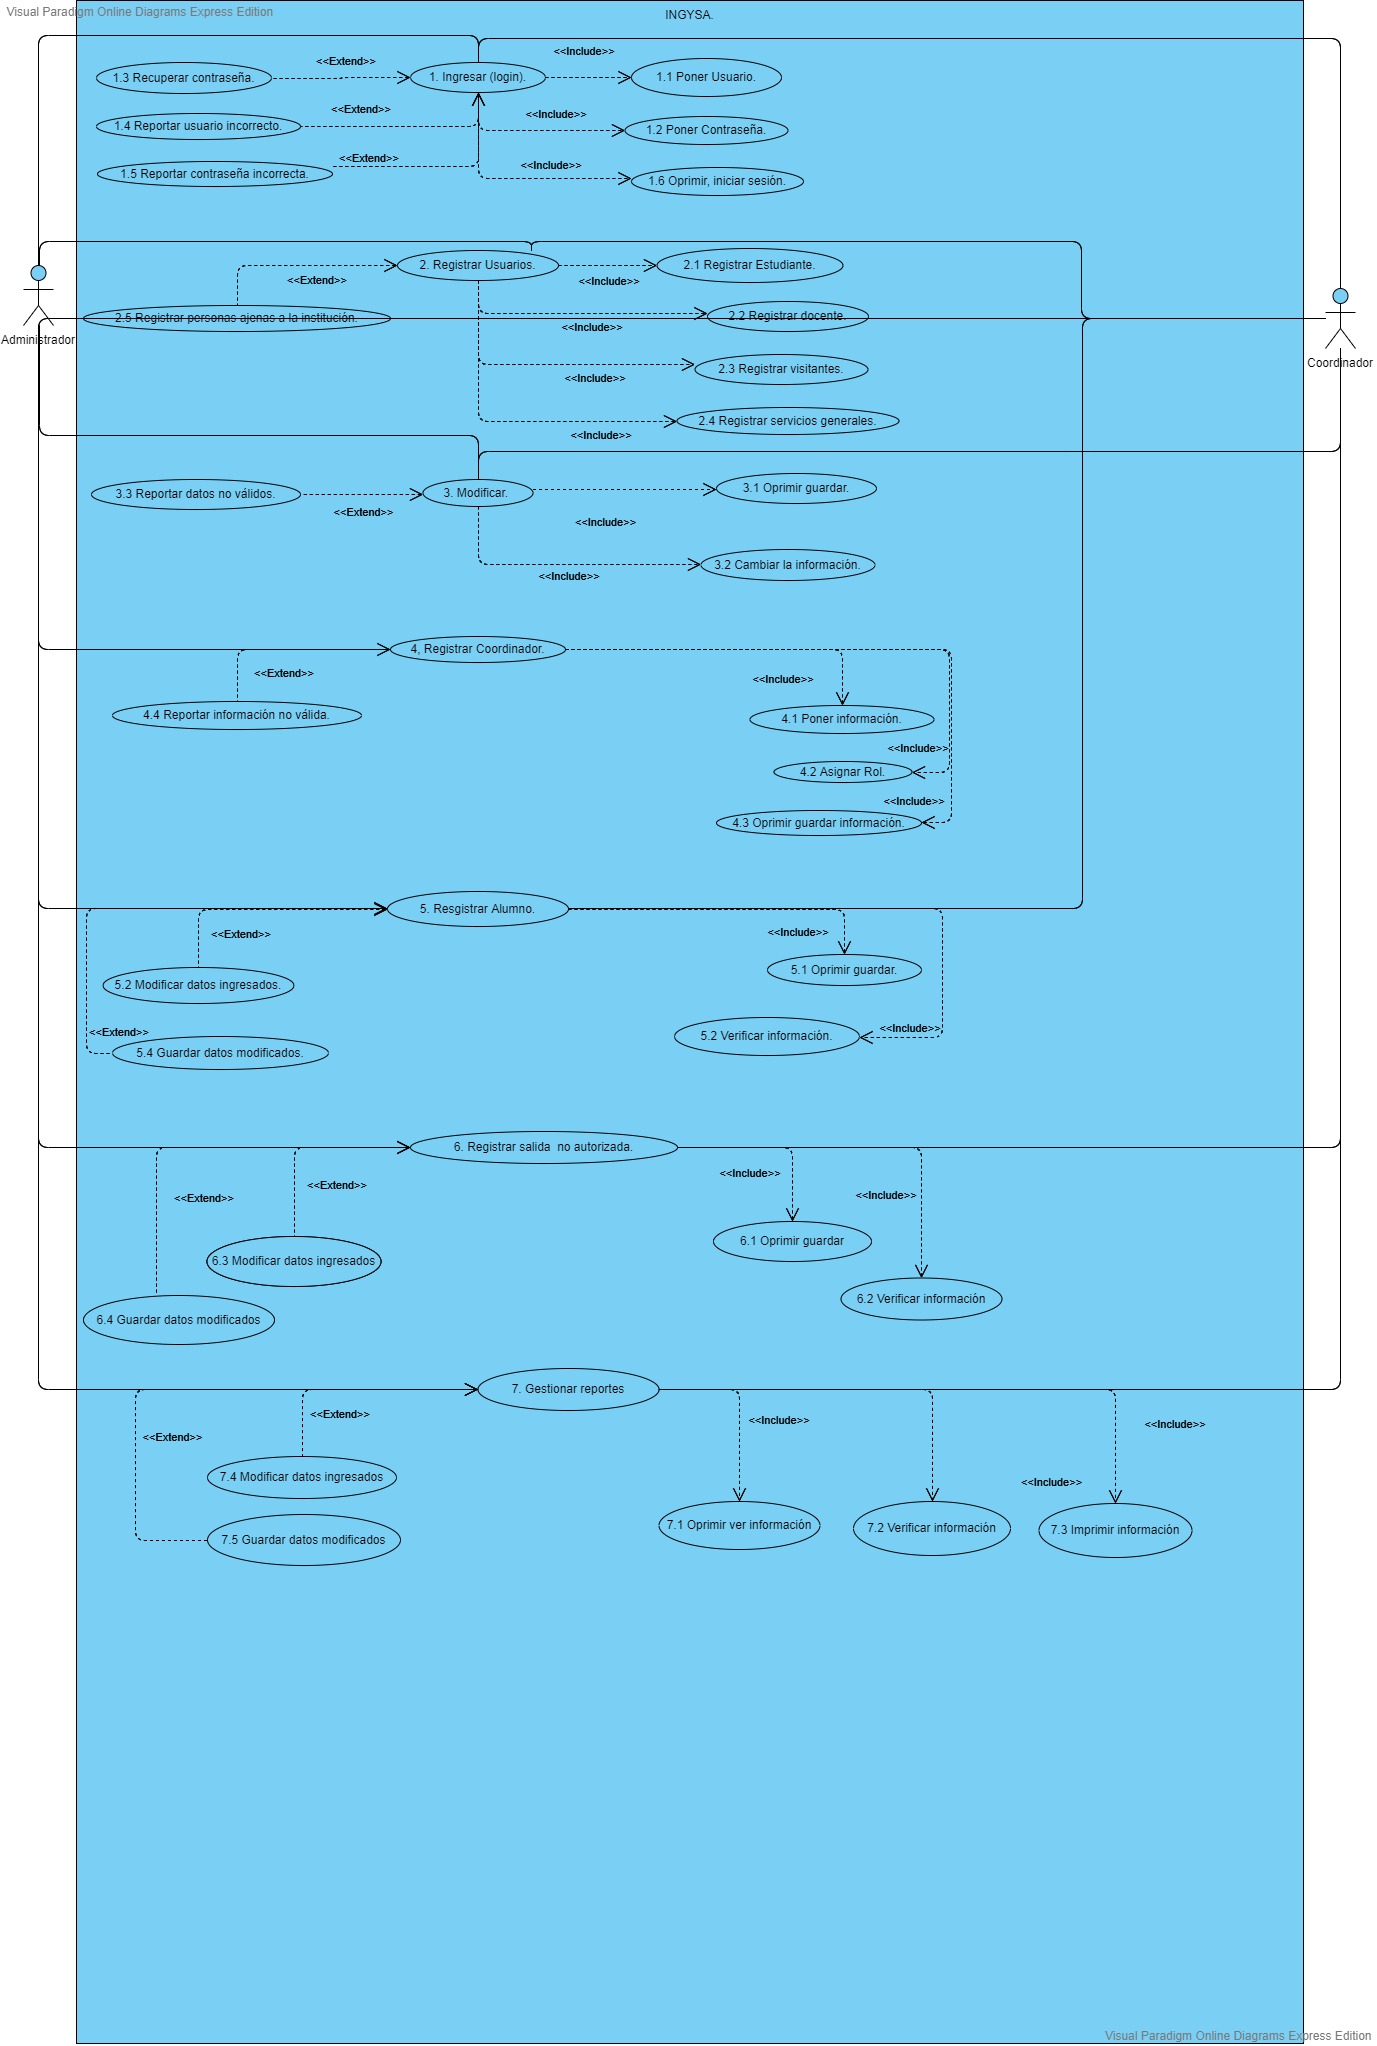 Visual Paradigm Online Diagrams Express Edition
INGYSA.
<<Include>>
<<Extend>>
1.3 Recuperar contraseña.
1. Ingresar (login).
1.1 Poner Usuario.
<<Extend>>
<<Include>>
1.4 Reportar usuario incorrecto.
1.2 Poner Contraseña.
<<Extend>>
<<Include>>
1.5 Reportar contraseña incorrecta.
1.6 Oprimir, iniciar sesión.
2. Registrar Usuarios.
2.1 Registrar Estudiante.
<<Extend>>
<<Include>>
2.5 Registrar personas ajenas a la institución.
2.2 Registrar docente.
<<Include>>
Administrador
Coordinador
2.3 Registrar visitantes.
<<Include>>
2.4 Registrar servicios generales.
<<Include>>
3.3 Reportar datos no válidos.
3. Modificar.
3.1 Oprimir guardar.
<<Extend>>
<<Include>>
3.2 Cambiar la información.
<<Include>>
4, Registrar Coordinador.
<<Extend>>
<<Include>>
4.4 Reportar información no válida.
4.1 Poner información.
<<Include>>
4.2 Asignar Rol.
<<Include>>
4.3 Oprimir guardar información.
5. Resgistrar Alumno.
<<Extend>>
<<Include>>
5.2 Modificar datos ingresados.
5.1 Oprimir guardar.
<<Extend>>
<<Include>>
5.2 Verificar información.
5.4 Guardar datos modificados.
6. Registrar salida  no autorizada.
<<Include>>
<<Extend>>
<<Extend>>
<<Include>>
6.3 Modificar datos ingresados
6.1 Oprimir guardar
6.2 Verificar información
6.4 Guardar datos modificados
7. Gestionar reportes
<<Extend>>
<<Include>>
<<Include>>
<<Extend>>
7.4 Modificar datos ingresados
<<Include>>
7.1 Oprimir ver información
7.2 Verificar información
7.3 Imprimir información
7.5 Guardar datos modificados
Visual Paradigm Online Diagrams Express Edition